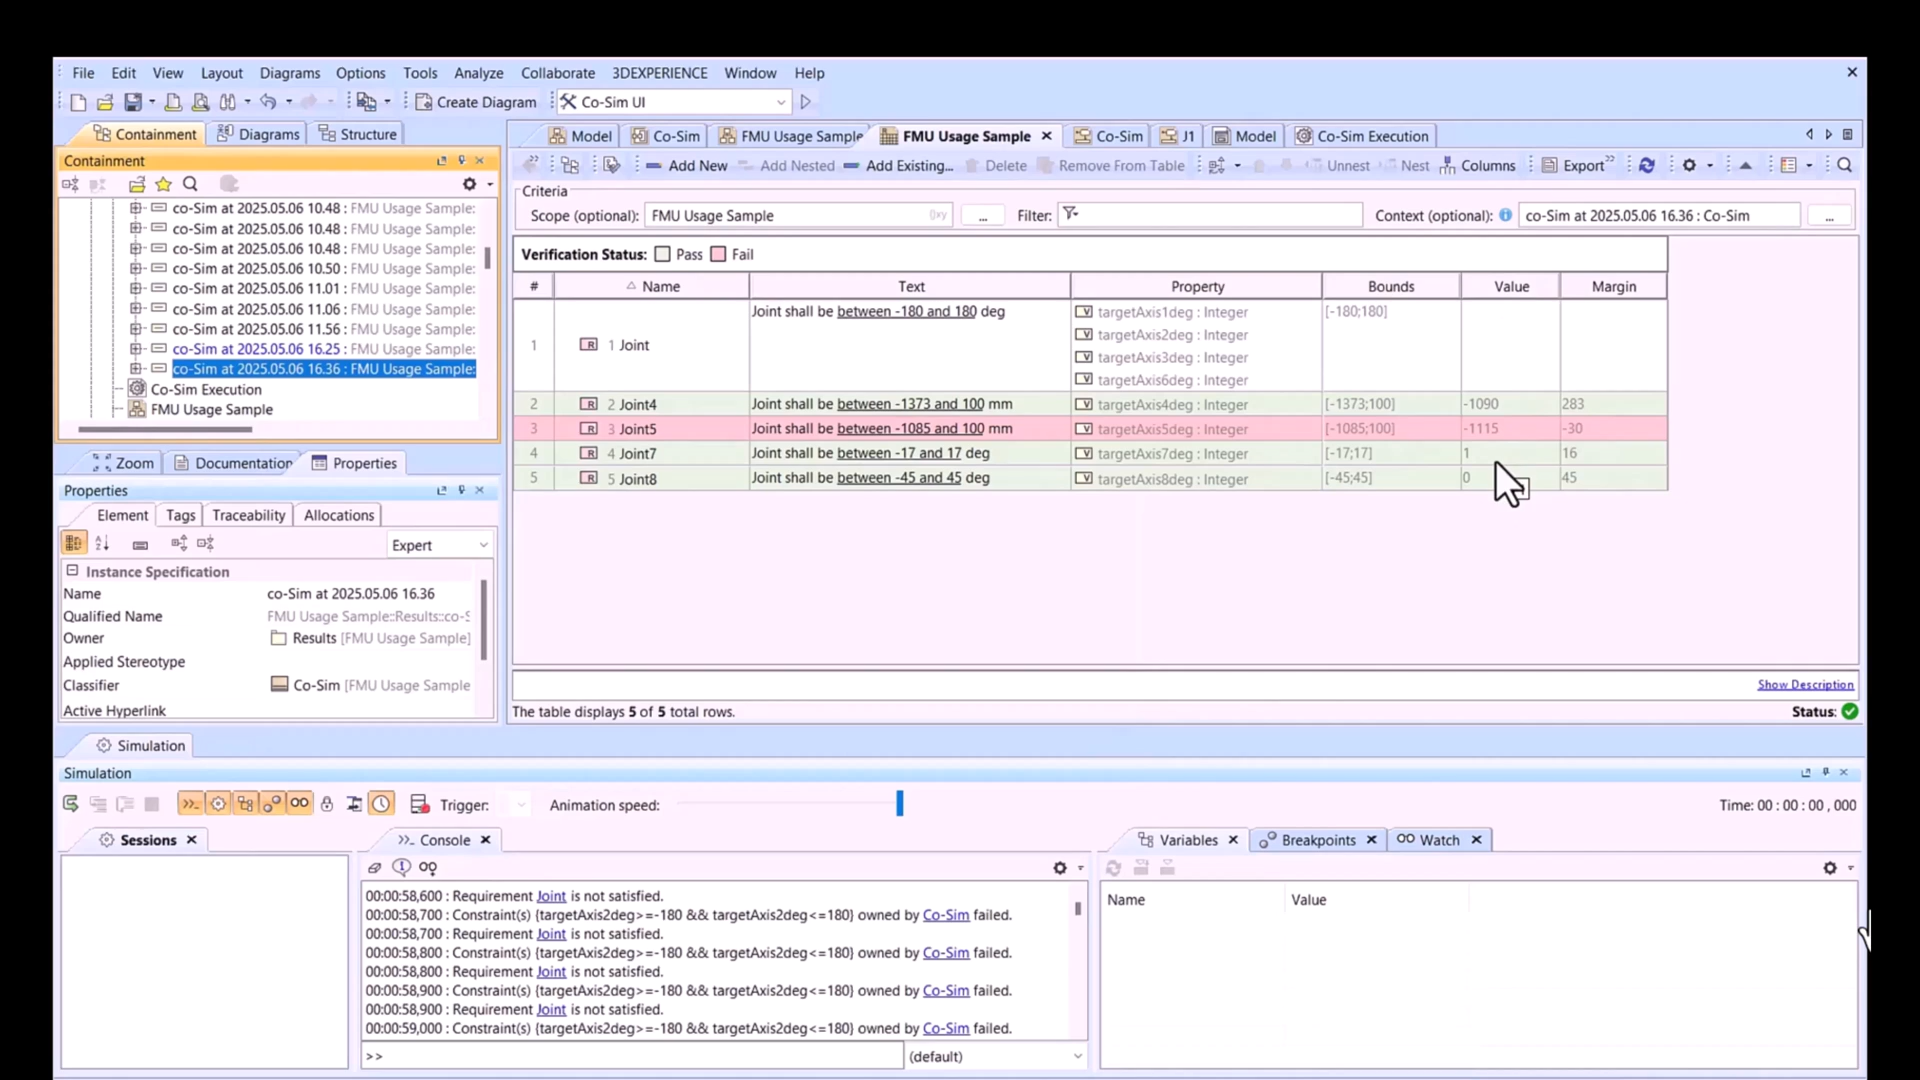 File Edit View Layout Diagrams Options Tools Analyze Collaborate 3DEXPERIENCE Window Help
Create Diagram Co-Sim UI
Containment Diagrams Structure
Containment
co-Sim at 2025.05.06 10.48 : FMU Usage Sample:
co-Sim at 2025.05.06 10.48 : FMU Usage Sample:
co-Sim at 2025.05.06 10.48 : FMU Usage Sample:
co-Sim at 2025.05.06 10.50 : FMU Usage Sample:
co-Sim at 2025.05.06 11.01 : FMU Usage Sample:
co-Sim at 2025.05.06 11.06 : FMU Usage Sample:
co-Sim at 2025.05.06 11.56 : FMU Usage Sample:
co-Sim at 2025.05.06 16.25 : FMU Usage Sample:
co-Sim at 2025.05.06 16.36 : FMU Usage Sample:
Co-Sim Execution
FMU Usage Sample
Zoom Documentation Properties
Properties
Element Tags Traceability Allocations
Expert
Instance Specification
Name co-Sim at 2025.05.06 16.36
Qualified Name FMU Usage Sample::Results::co-S
Owner Results [FMU Usage Sample]
Applied Stereotype
Classifier Co-Sim [FMU Usage Sample
Active Hyperlink
Model Co-Sim FMU Usage Sample FMU Usage Sample Co-Sim J1 Model Co-Sim Execution
Add New Add Nested Add Existing... Delete Remove From Table Unnest Nest Columns Export
Criteria
Scope (optional): FMU Usage Sample ... Filter: Context (optional): co-Sim at 2025.05.06 16.36 : Co-Sim ...
Verification Status: Pass Fail
# Name Text Property Bounds Value Margin
1 R 1 Joint Joint shall be between -180 and 180 deg targetAxis1deg : Integer [-180;180]
targetAxis2deg : Integer
targetAxis3deg : Integer
targetAxis6deg : Integer
2 R 2 Joint4 Joint shall be between -1373 and 100 mm targetAxis4deg : Integer [-1373;100] -1090 283
3 R 3 Joint5 Joint shall be between -1085 and 100 mm targetAxis5deg : Integer [-1085;100] -1115 -30
4 R 4 Joint7 Joint shall be between -17 and 17 deg targetAxis7deg : Integer [-17;17] 1 16
5 R 5 Joint8 Joint shall be between -45 and 45 deg targetAxis8deg : Integer [-45;45] 0 45
Show Description
The table displays 5 of 5 total rows. Status:
Simulation
Simulation
Trigger: Animation speed: Time: 00 : 00 : 00 , 000
Sessions Console Variables Breakpoints Watch
00:00:58,600 : Requirement Joint is not satisfied.
00:00:58,700 : Constraint(s) {targetAxis2deg>=-180 && targetAxis2deg<=180} owned by Co-Sim failed.
00:00:58,700 : Requirement Joint is not satisfied.
00:00:58,800 : Constraint(s) {targetAxis2deg>=-180 && targetAxis2deg<=180} owned by Co-Sim failed.
00:00:58,800 : Requirement Joint is not satisfied.
00:00:58,900 : Constraint(s) {targetAxis2deg>=-180 && targetAxis2deg<=180} owned by Co-Sim failed.
00:00:58,900 : Requirement Joint is not satisfied.
00:00:59,000 : Constraint(s) {targetAxis2deg>=-180 && targetAxis2deg<=180} owned by Co-Sim failed.
>> (default)
Name Value